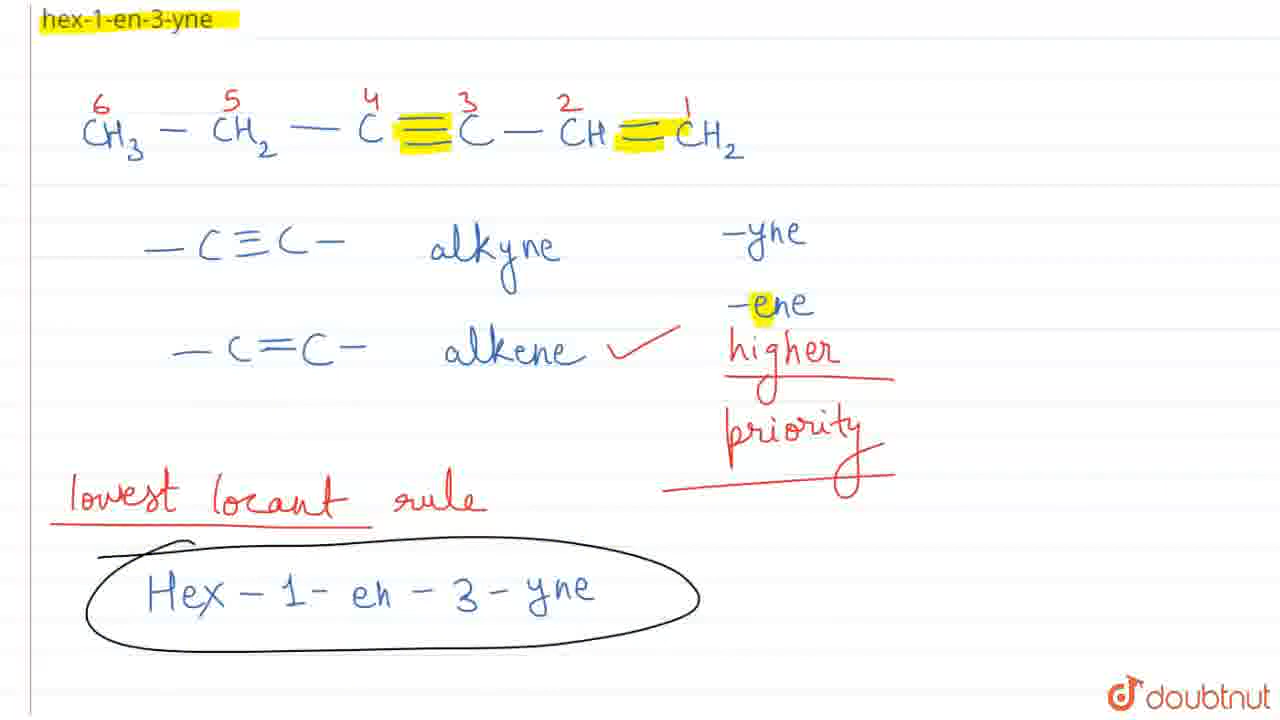 hex-1-en-3-yne
6 5 4 3 2 1
CH₃ — CH₂ — C ≡ C — CH = CH₂
— C ≡ C — alkyne -yne
-ene
— C = C — alkene ✓ higher
priority
lowest locant rule
Hex - 1 - en - 3 - yne
doubtnut